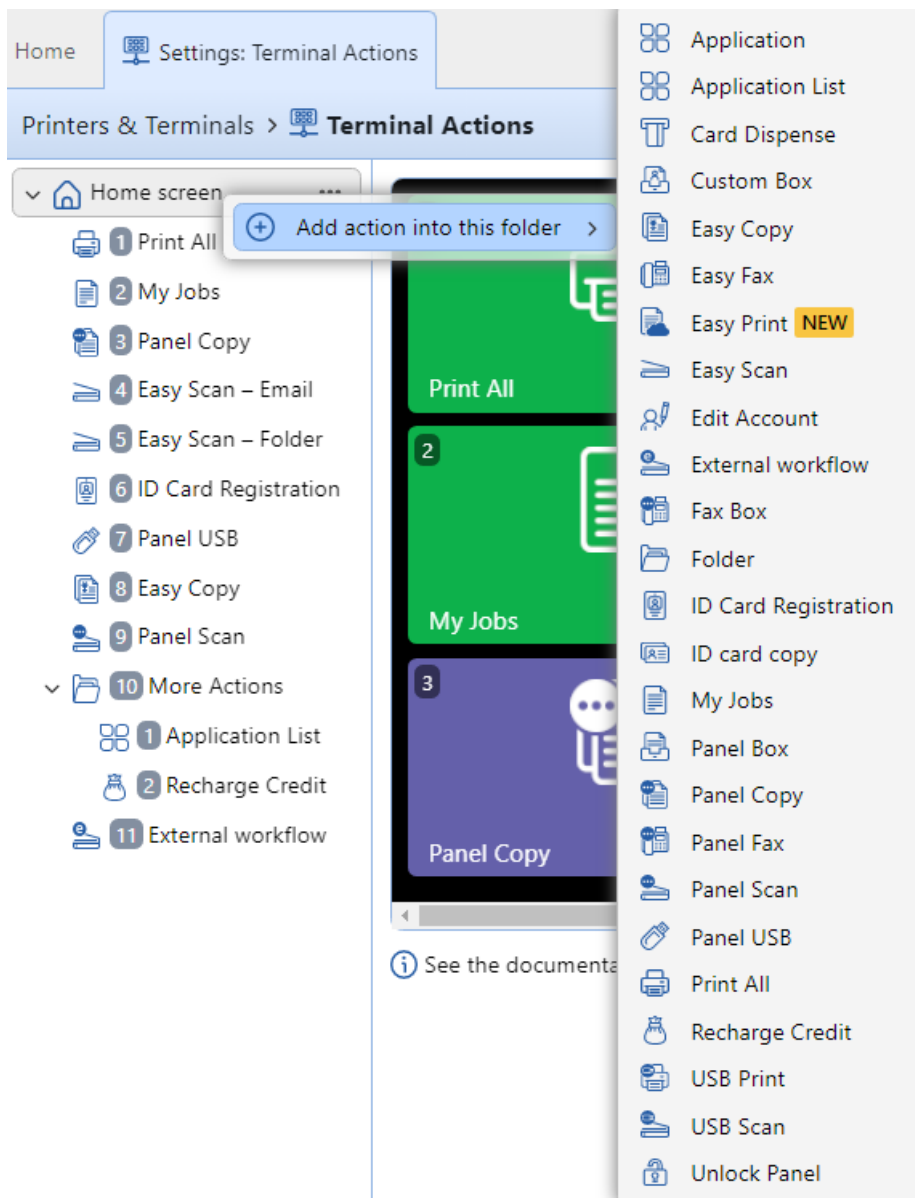 Home
Settings: Terminal Actions
Printers & Terminals > Terminal Actions
Home screen ...
Add action into this folder >
1 Print All
2 My Jobs
3 Panel Copy
4 Easy Scan – Email
5 Easy Scan – Folder
6 ID Card Registration
7 Panel USB
8 Easy Copy
9 Panel Scan
10 More Actions
1 Application List
2 Recharge Credit
11 External workflow
Print All
2
My Jobs
3
Panel Copy
See the documenta
Application
Application List
Card Dispense
Custom Box
Easy Copy
Easy Fax
Easy Print NEW
Easy Scan
Edit Account
External workflow
Fax Box
Folder
ID Card Registration
ID card copy
My Jobs
Panel Box
Panel Copy
Panel Fax
Panel Scan
Panel USB
Print All
Recharge Credit
USB Print
USB Scan
Unlock Panel